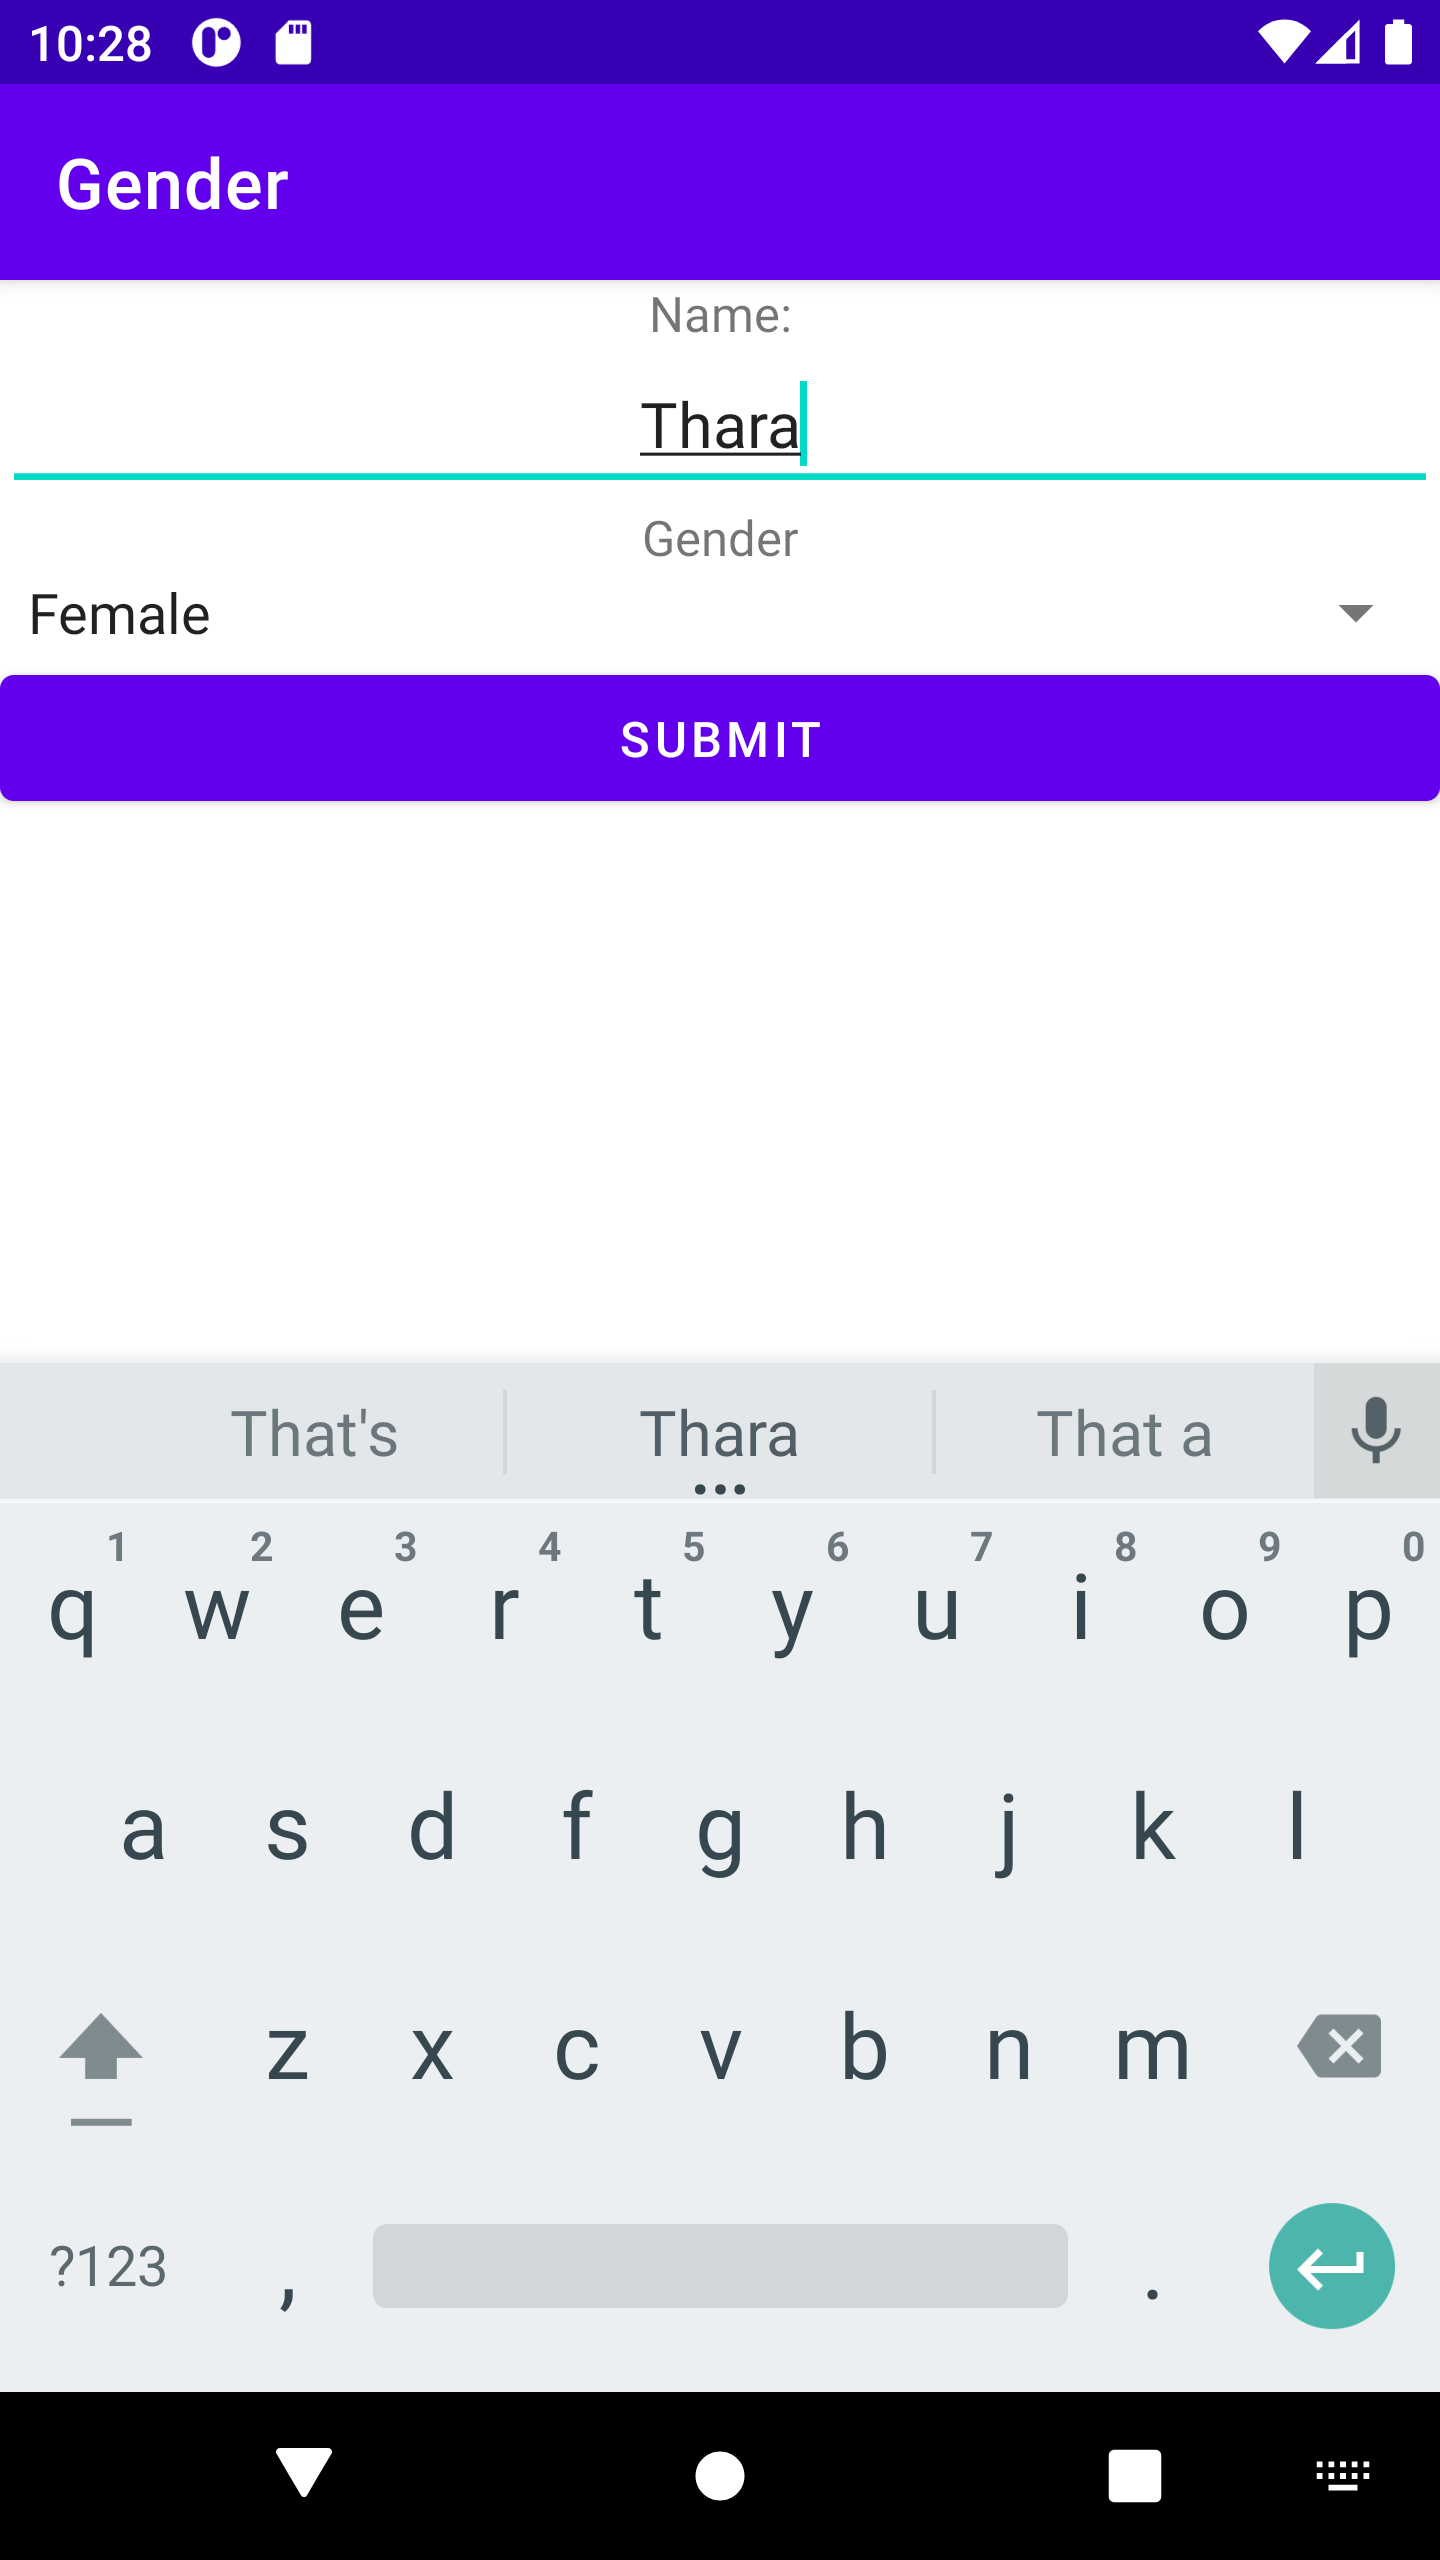 10:28
Gender
Name:
Thara
Gender
Female
SUBMIT
That's Thara That a
1 2 3 4 5 6 7 8 9 0
q w e r t y u i o p
a s d f g h j k l
z x c v b n m
?123 , .